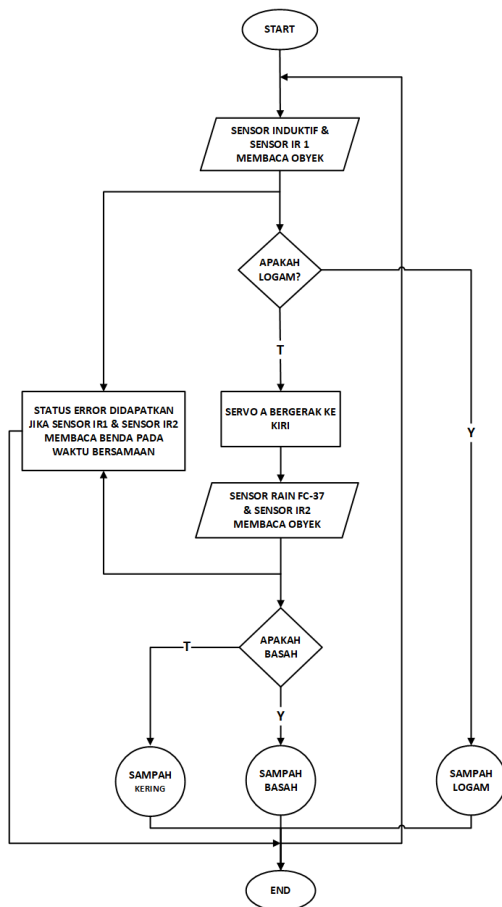 START
SENSOR INDUKTIF &
SENSOR IR 1
MEMBACA OBYEK
APAKAH
LOGAM?
T
Y
STATUS ERROR DIDAPATKAN
JIKA SENSOR IR1 & SENSOR IR2
MEMBACA BENDA PADA
WAKTU BERSAMAAN
SERVO A BERGERAK KE
KIRI
SENSOR RAIN FC-37
& SENSOR IR2
MEMBACA OBYEK
APAKAH
BASAH
T
Y
SAMPAH
KERING
SAMPAH
BASAH
SAMPAH
LOGAM
END